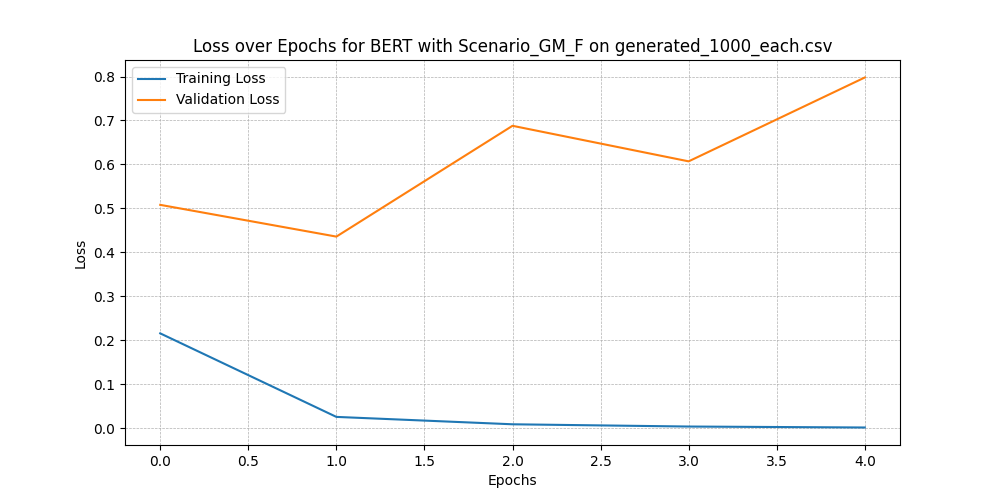 Loss over Epochs for BERT with Scenario_GM_F on generated_1000_each.csv
Training Loss
Validation Loss
0.8
0.7
0.6
0.5
0.4
0.3
0.2
0.1
0.0
Loss
0.0 0.5 1.0 1.5 2.0 2.5 3.0 3.5 4.0
Epochs